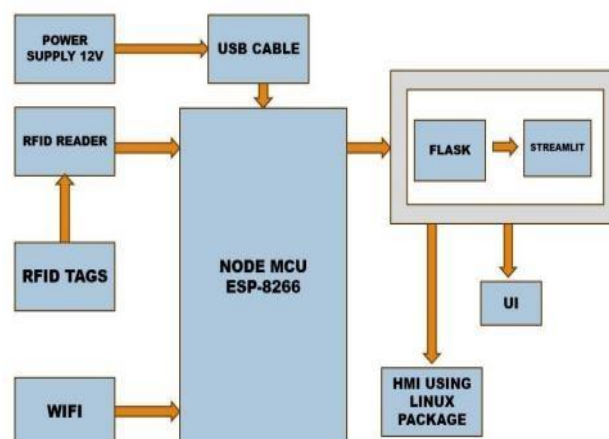 POWER
SUPPLY 12V
USB CABLE
RFID READER
FLASK
STREAMLIT
RFID TAGS
NODE MCU
ESP-8266
UI
WIFI
HMI USING
LINUX
PACKAGE